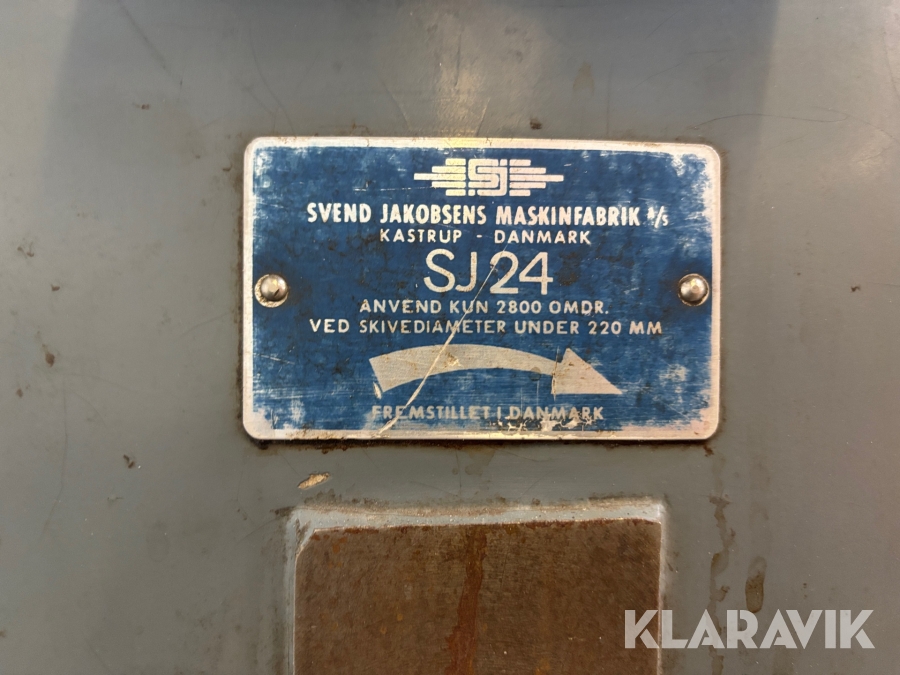 SJ
SVEND JAKOBSENS MASKINFABRIK A/S
KASTRUP - DANMARK
SJ 24
ANVEND KUN 2800 OMDR.
VED SKIVEDIAMETER UNDER 220 MM
FREMSTILLET I DANMARK
KLARAVIK